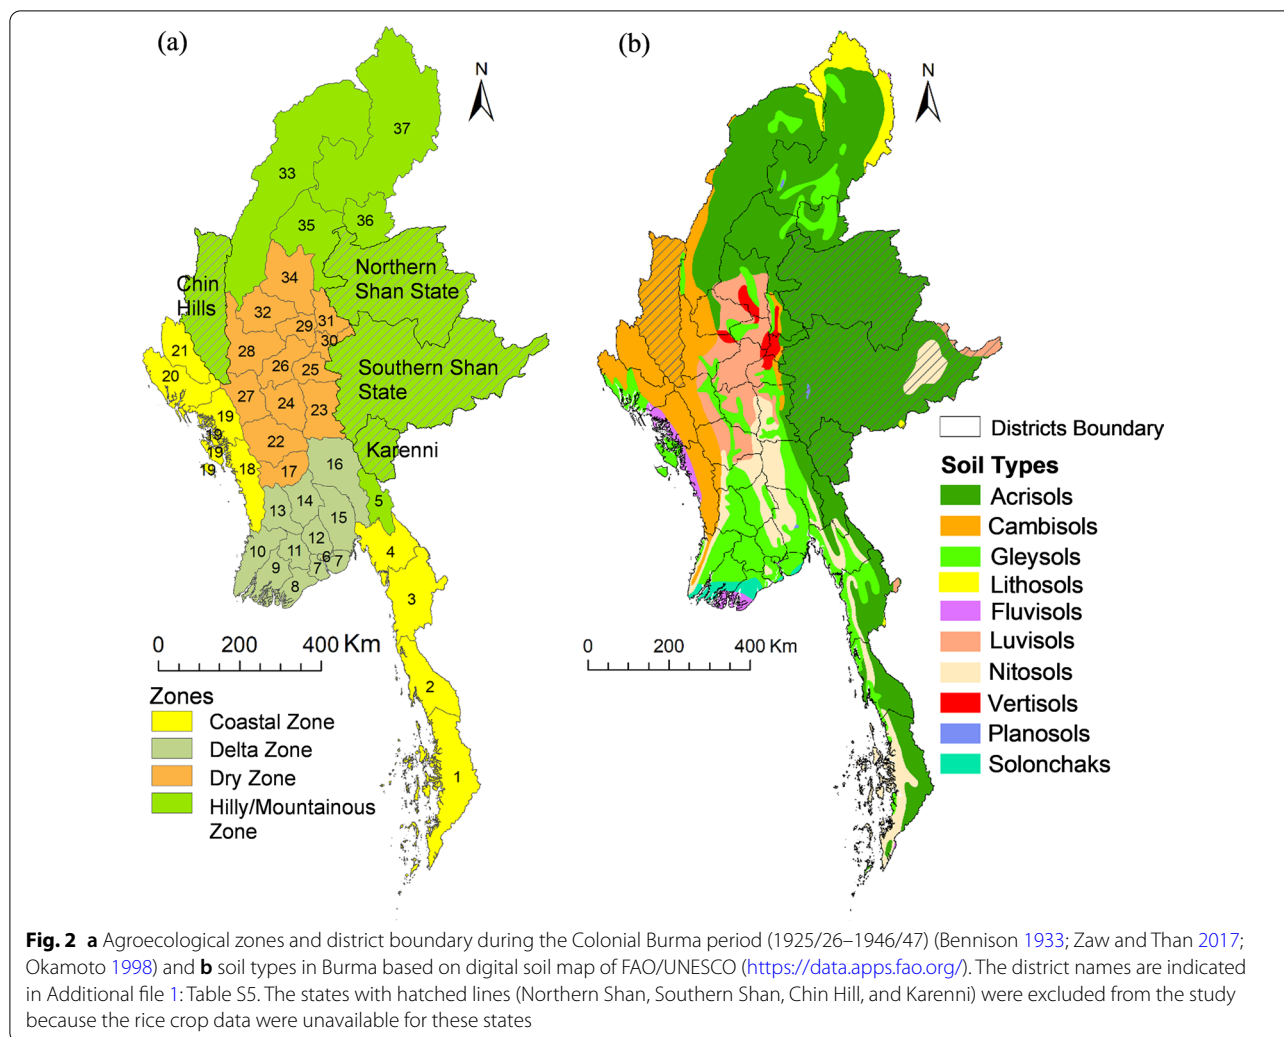 (a)
N
37
33
35
36
Northern
Shan State
Chin
Hills
34
32
29
31
30
28
26
25
Southern Shan
State
21
20
27
24
23
19
19
19
19
18
22
17
16
Karenni
5
14
13
15
12
11
10
9
6
7
7
8
4
3
2
1
0 200 400 Km
Zones
Coastal Zone
Delta Zone
Dry Zone
Hilly/Mountainous
Zone
(b)
N
0 200 400 Km
Districts Boundary
Soil Types
Acrisols
Cambisols
Gleysols
Lithosols
Fluvisols
Luvisols
Nitosols
Vertisols
Planosols
Solonchaks
Fig. 2 a Agroecological zones and district boundary during the Colonial Burma period (1925/26–1946/47) (Bennison 1933; Zaw and Than 2017;
Okamoto 1998) and b soil types in Burma based on digital soil map of FAO/UNESCO (https://data.apps.fao.org/). The district names are indicated
in Additional file 1: Table S5. The states with hatched lines (Northern Shan, Southern Shan, Chin Hill, and Karenni) were excluded from the study
because the rice crop data were unavailable for these states